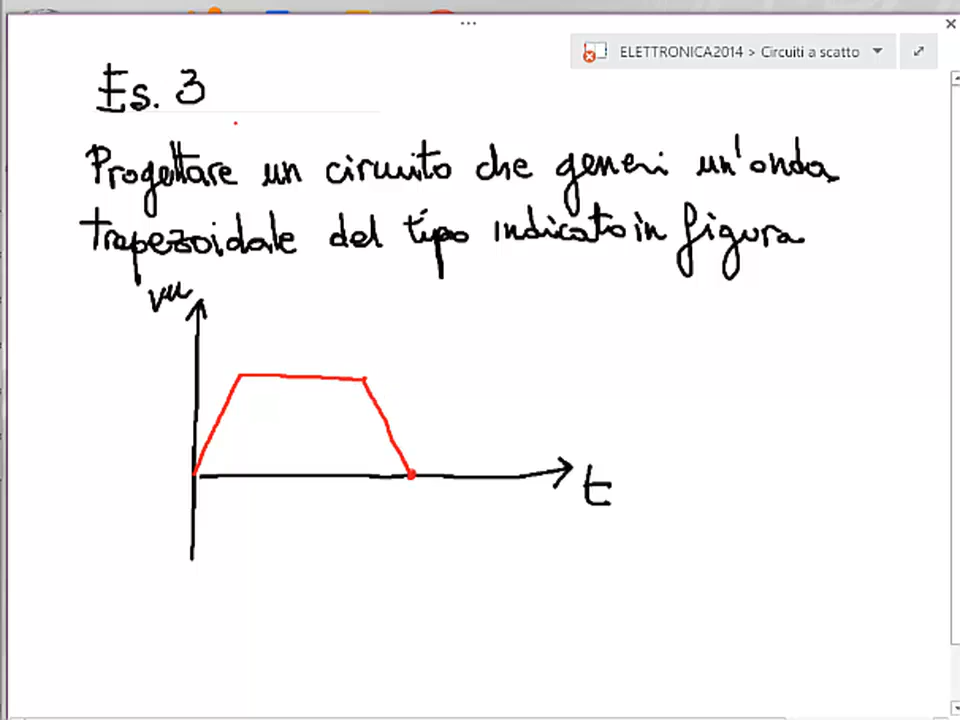 ELETTRONICA2014 > Circuiti a scatto
Es. 3
Progettare un circuito che generi un'onda
trapezoidale del tipo indicato in figura
vu
t